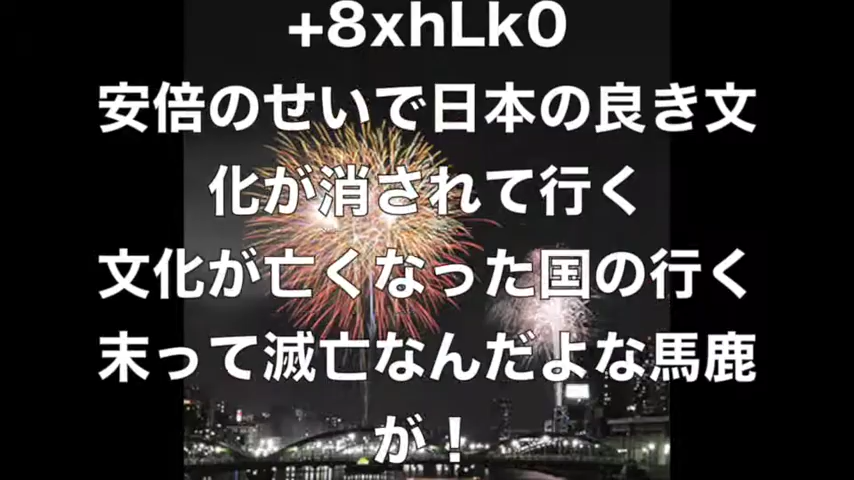 +8xhLk0
安倍のせいで日本の良き文
化が消されて行く
文化が亡くなった国の行く
末って滅亡なんだよな馬鹿
が！